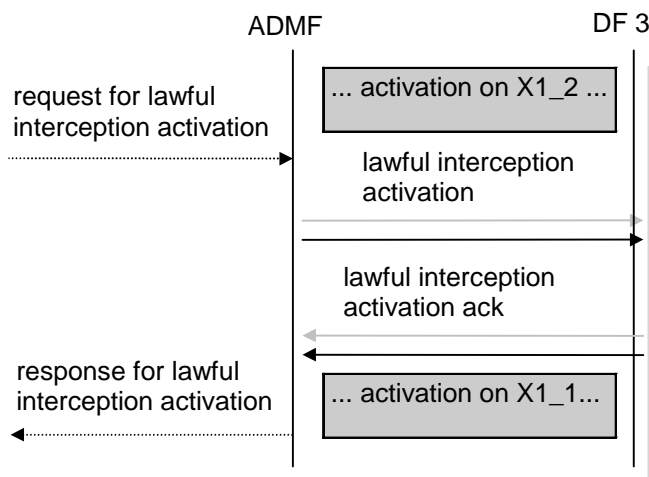 ADMF
DF 3
... activation on X1_2 ...
request for lawful
interception activation
lawful interception
activation
lawful interception
activation ack
response for lawful
interception activation
... activation on X1_1...